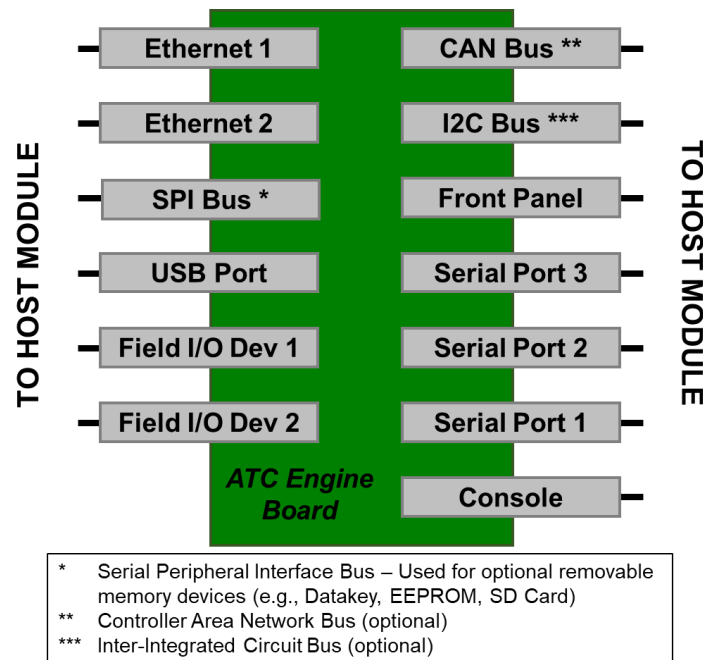 TO HOST MODULE
Ethernet 1
Ethernet 2
SPI Bus *
USB Port
Field I/O Dev 1
Field I/O Dev 2
CAN Bus **
I2C Bus ***
Front Panel
Serial Port 3
Serial Port 2
Serial Port 1
Console
TO HOST MODULE
ATC Engine
Board
* Serial Peripheral Interface Bus – Used for optional removable
memory devices (e.g., Datakey, EEPROM, SD Card)
** Controller Area Network Bus (optional)
*** Inter-Integrated Circuit Bus (optional)